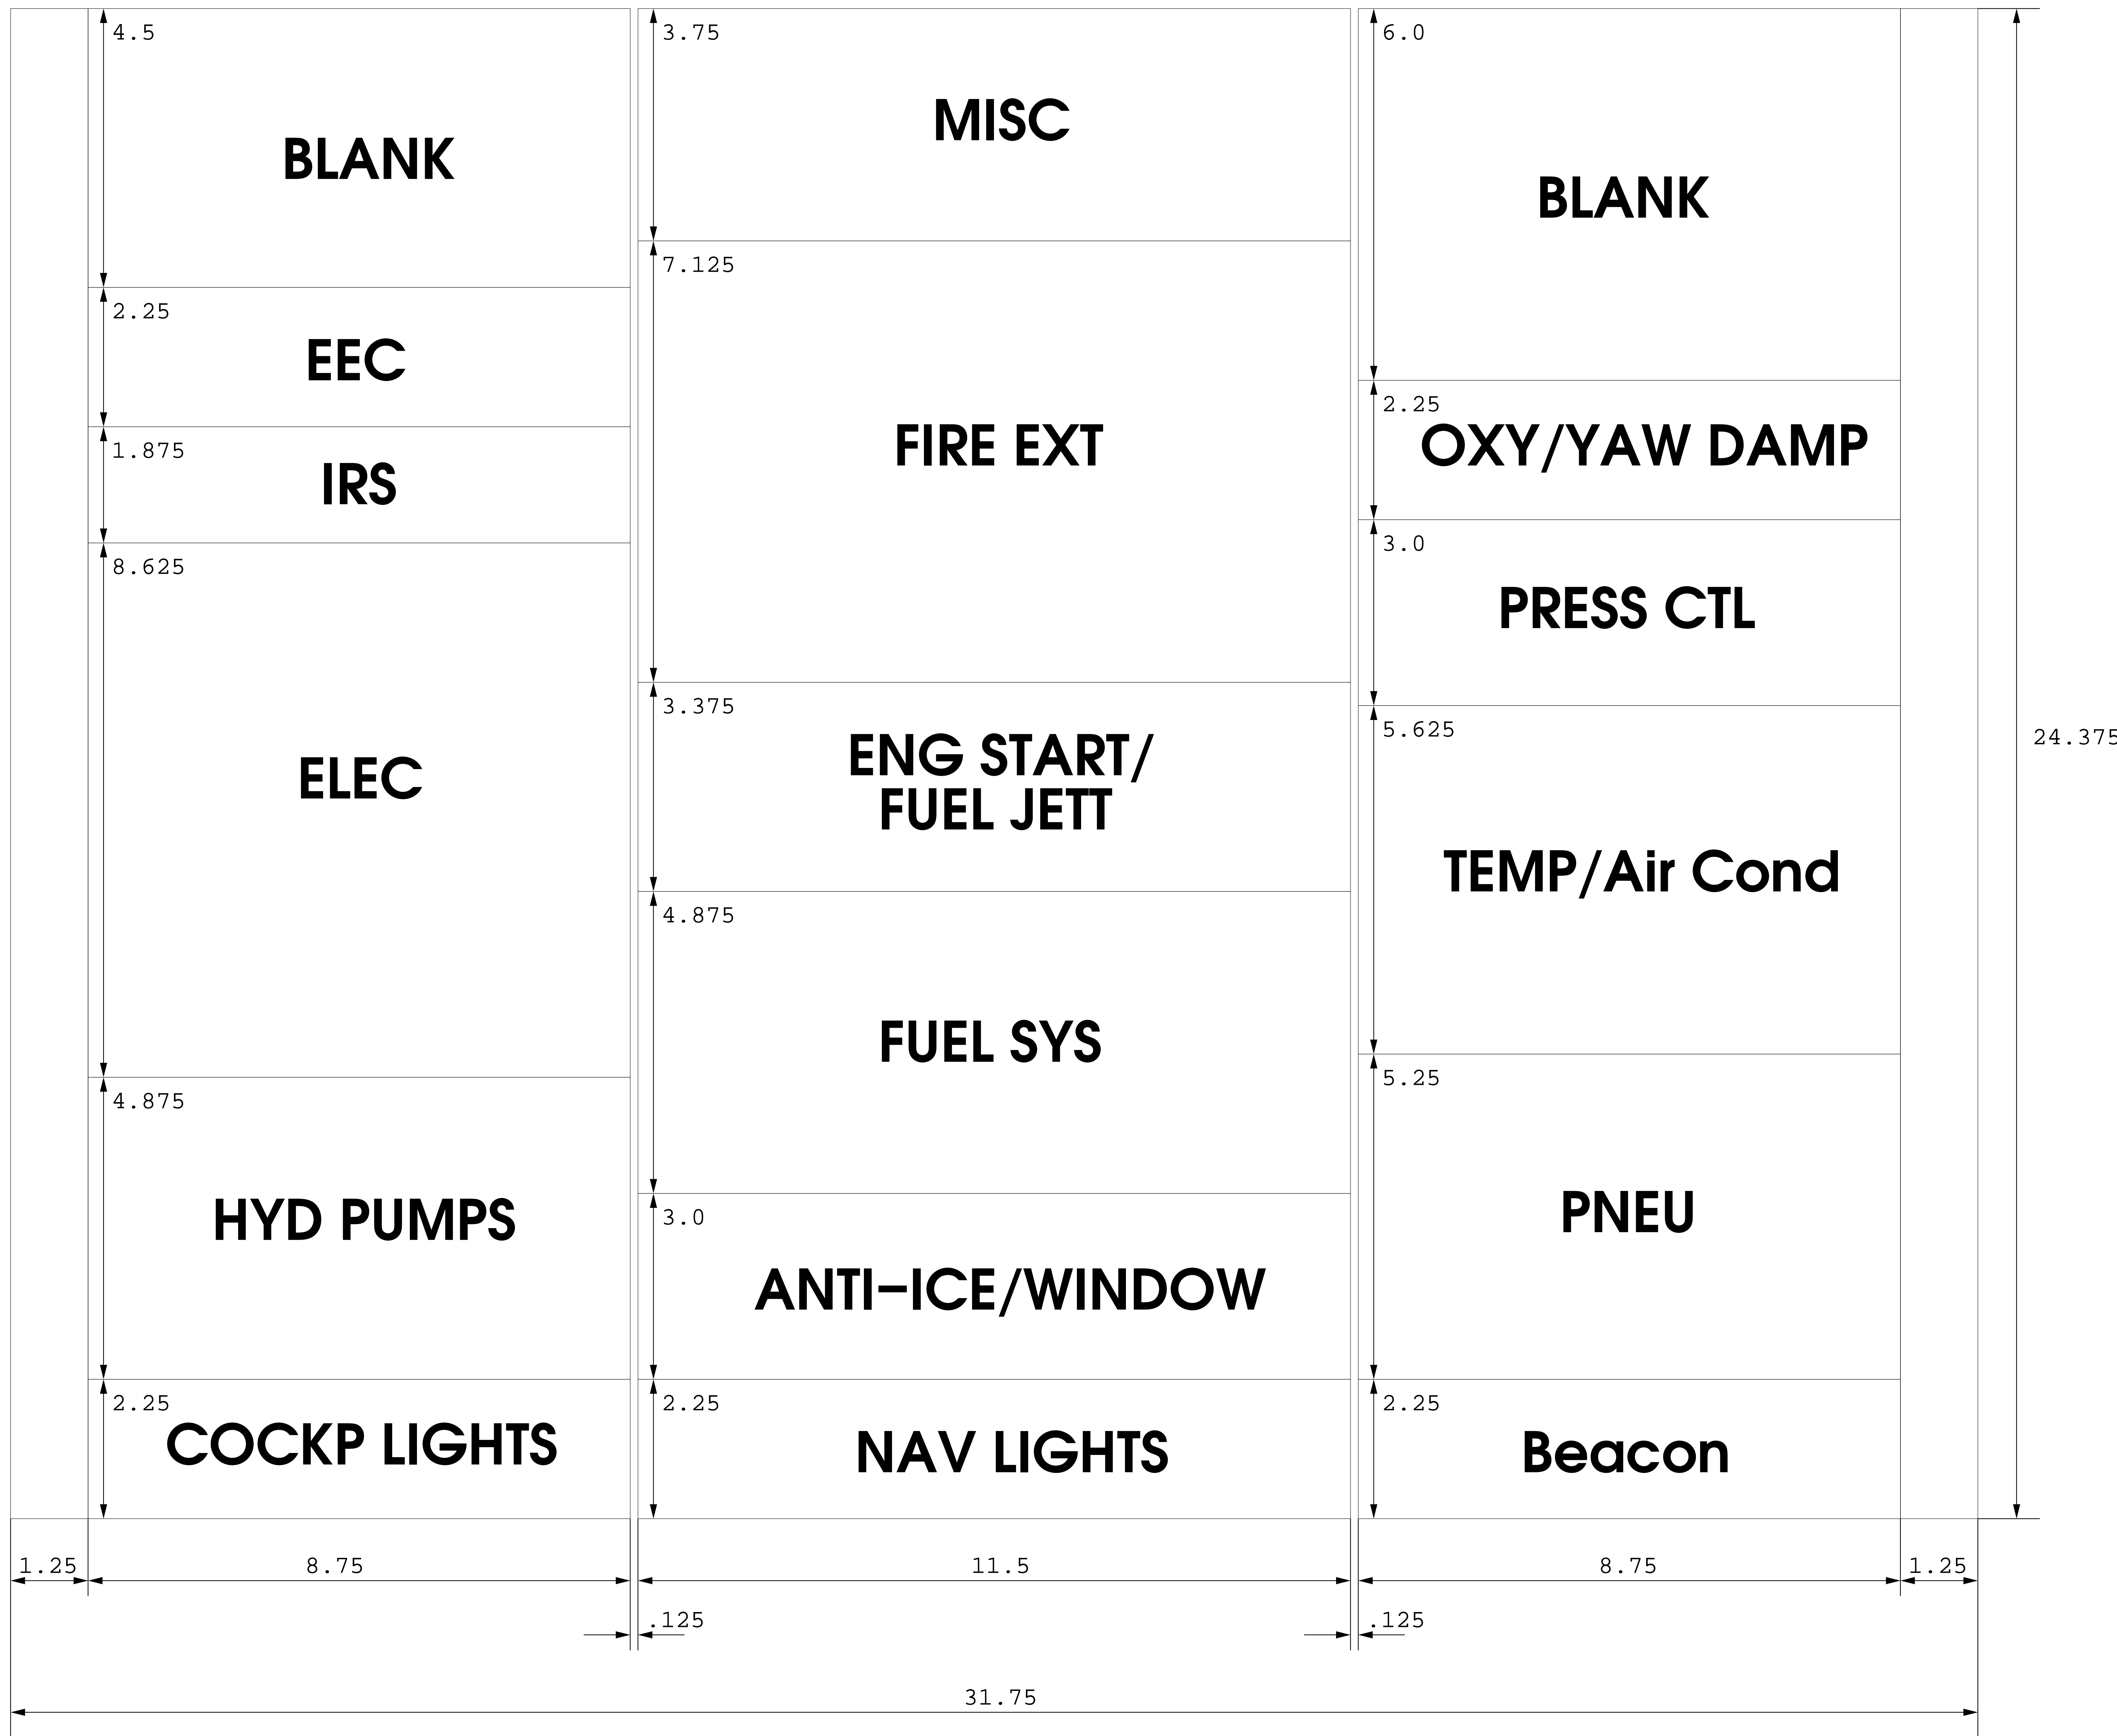 4.5
BLANK
2.25
EEC
1.875
IRS
8.625
ELEC
4.875
HYD PUMPS
2.25
COCKP LIGHTS
3.75
MISC
7.125
FIRE EXT
3.375
ENG START/
FUEL JETT
4.875
FUEL SYS
3.0
ANTI-ICE/WINDOW
2.25
NAV LIGHTS
6.0
BLANK
2.25
OXY/YAW DAMP
3.0
PRESS CTL
5.625
TEMP/Air Cond
5.25
PNEU
2.25
Beacon
24.375
1.25
8.75
11.5
8.75
1.25
.125
.125
31.75